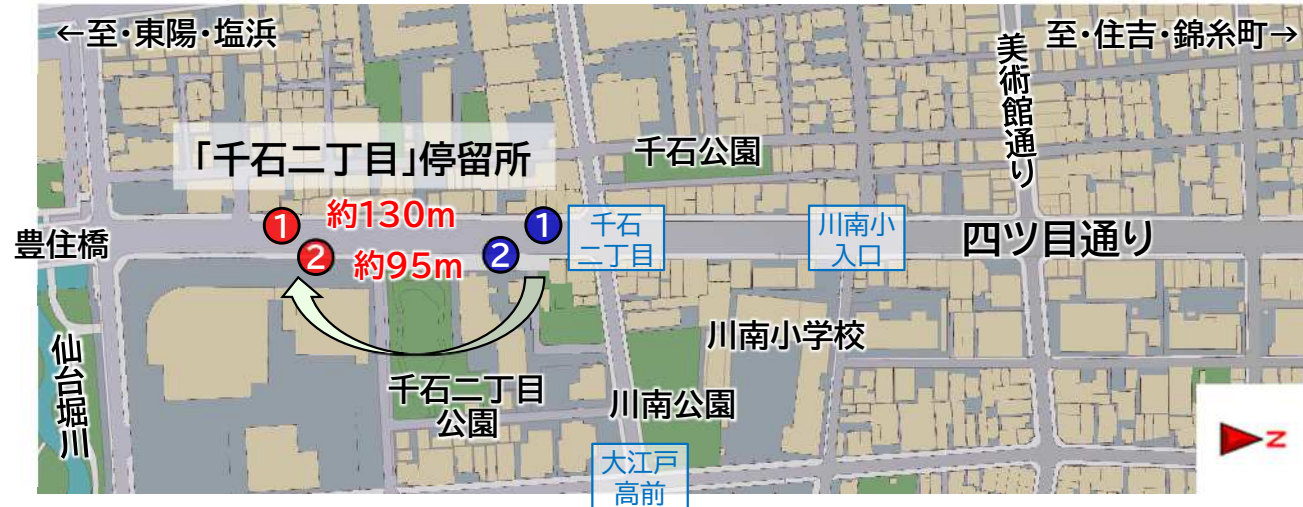 ←至・東陽・塩浜
至・住吉・錦糸町→
美術館通り
「千石二丁目」停留所
千石公園
1
約130m
1
千石
二丁目
川南小
入口
四ツ目通り
豊住橋
2
約95m
2
川南小学校
仙台堀川
千石二丁目
公園
川南公園
大江戸
高前
N